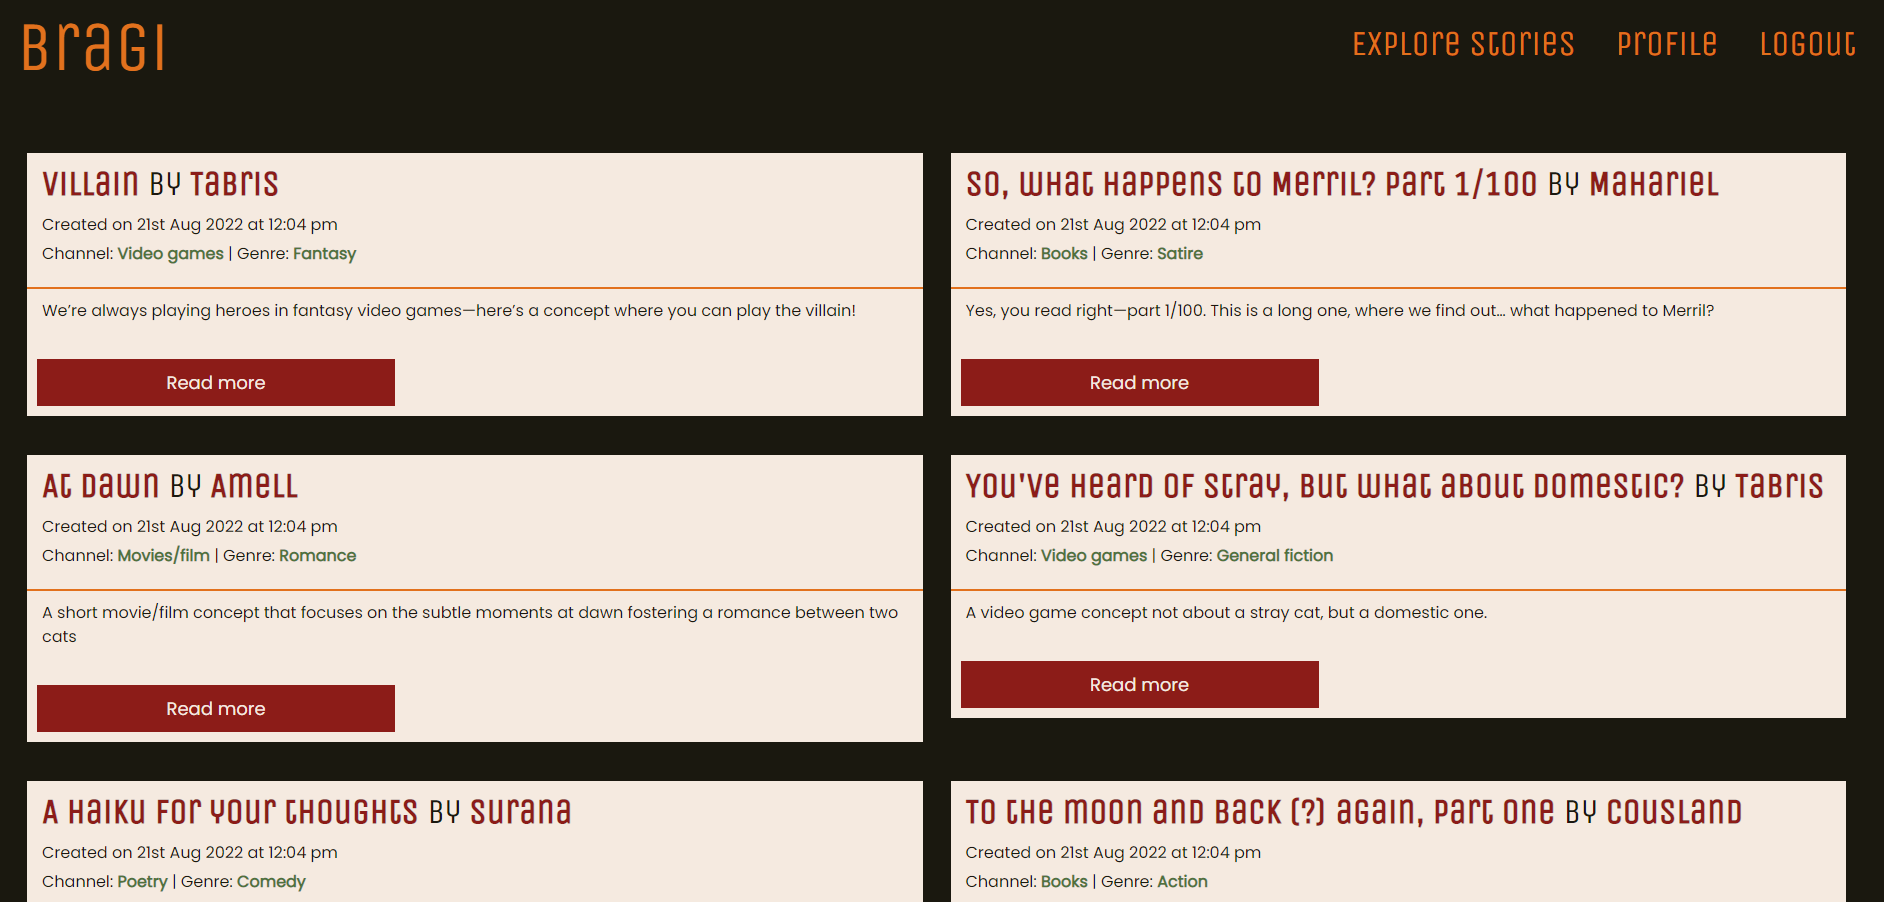 Bragi
Explore Stories Profile Logout
Villain by Tabris
Created on 21st Aug 2022 at 12:04 pm
Channel: Video games | Genre: Fantasy
We're always playing heroes in fantasy video games—here's a concept where you can play the villain!
Read more
So, what happens to Merril? Part 1/100 by Mahariel
Created on 21st Aug 2022 at 12:04 pm
Channel: Books | Genre: Satire
Yes, you read right—part 1/100. This is a long one, where we find out... what happened to Merril?
Read more
At dawn by Amell
Created on 21st Aug 2022 at 12:04 pm
Channel: Movies/film | Genre: Romance
A short movie/film concept that focuses on the subtle moments at dawn fostering a romance between two
cats
Read more
You've heard of Stray, but what about Domestic? by Tabris
Created on 21st Aug 2022 at 12:04 pm
Channel: Video games | Genre: General fiction
A video game concept not about a stray cat, but a domestic one.
Read more
A haiku for your thoughts by Surana
Created on 21st Aug 2022 at 12:04 pm
Channel: Poetry | Genre: Comedy
To the moon and back (?) again, part one by Cousland
Created on 21st Aug 2022 at 12:04 pm
Channel: Books | Genre: Action